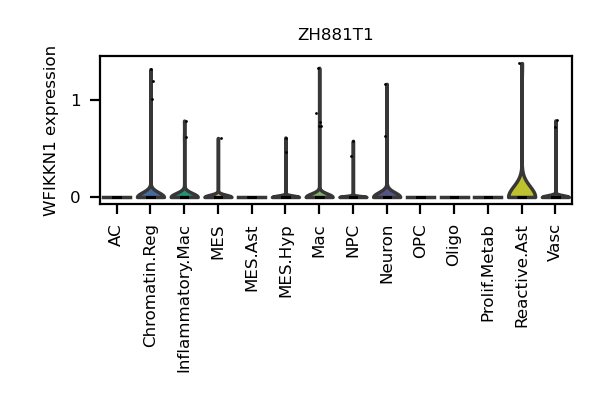 ZH881T1
WFIKKN1 expression
1
0
AC
Chromatin.Reg
Inflammatory.Mac
MES
MES.Ast
MES.Hyp
Mac
NPC
Neuron
OPC
Oligo
Prolif.Metab
Reactive.Ast
Vasc